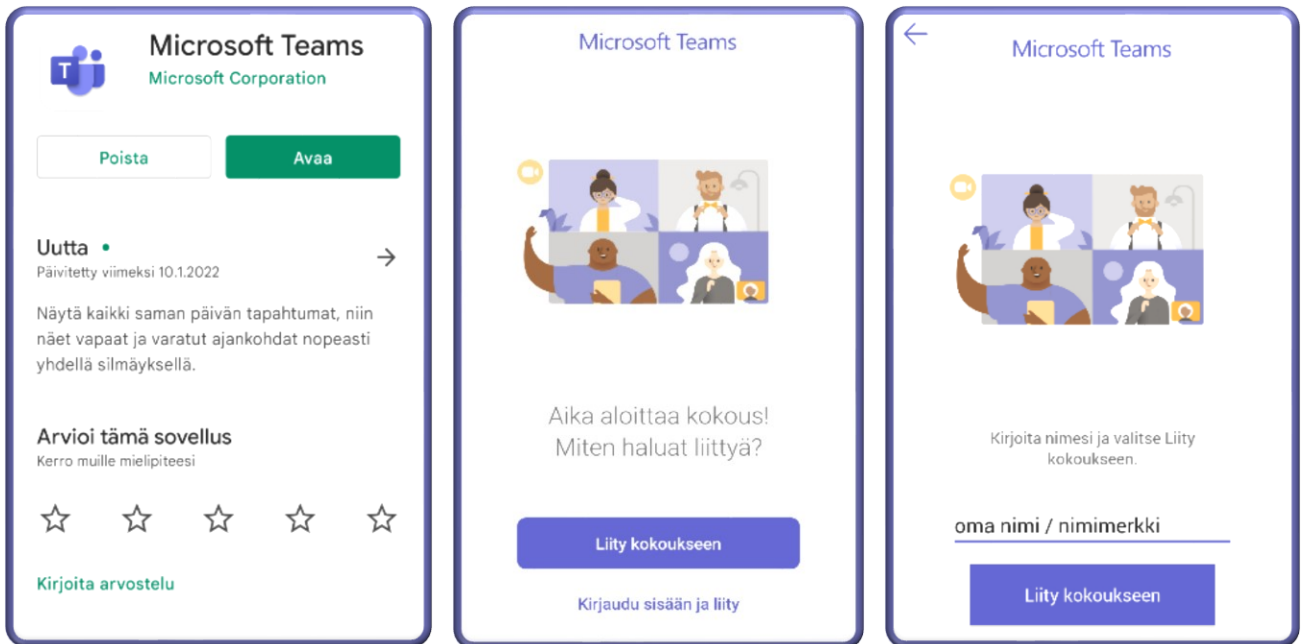 Microsoft Teams
Microsoft Corporation
Poista
Avaa
Uutta
Päivitetty viimeksi 10.1.2022
Näytä kaikki saman päivän tapahtumat, niin
näet vapaat ja varatut ajankohdat nopeasti
yhdellä silmäyksellä.
Arvioi tämä sovellus
Kerro muille mielipiteesi
Kirjoita arvostelu
Microsoft Teams
Aika aloittaa kokous!
Miten haluat liittyä?
Liity kokoukseen
Kirjaudu sisään ja liity
Microsoft Teams
Kirjoita nimesi ja valitse Liity
kokoukseen.
oma nimi / nimimerkki
Liity kokoukseen